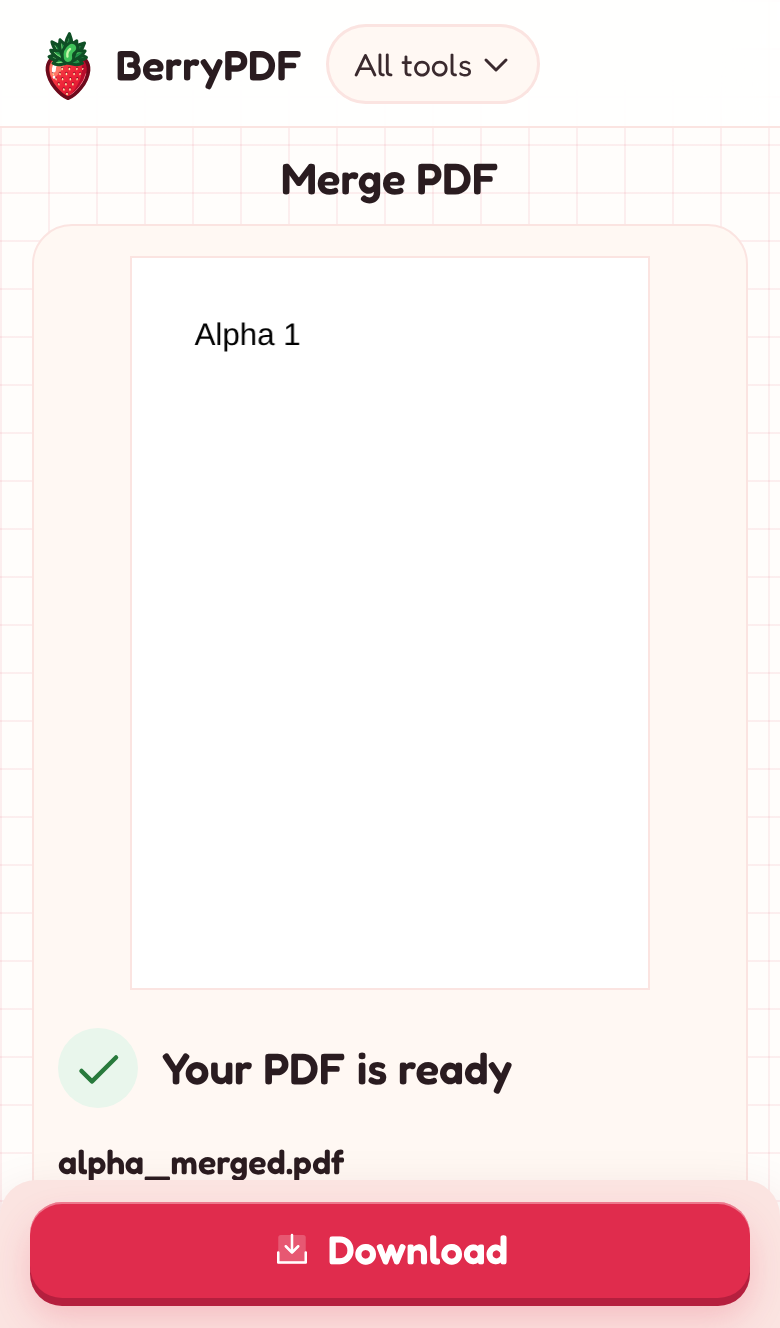 BerryPDF All tools
Merge PDF
Alpha 1
Your PDF is ready
alpha_merged.pdf
Download